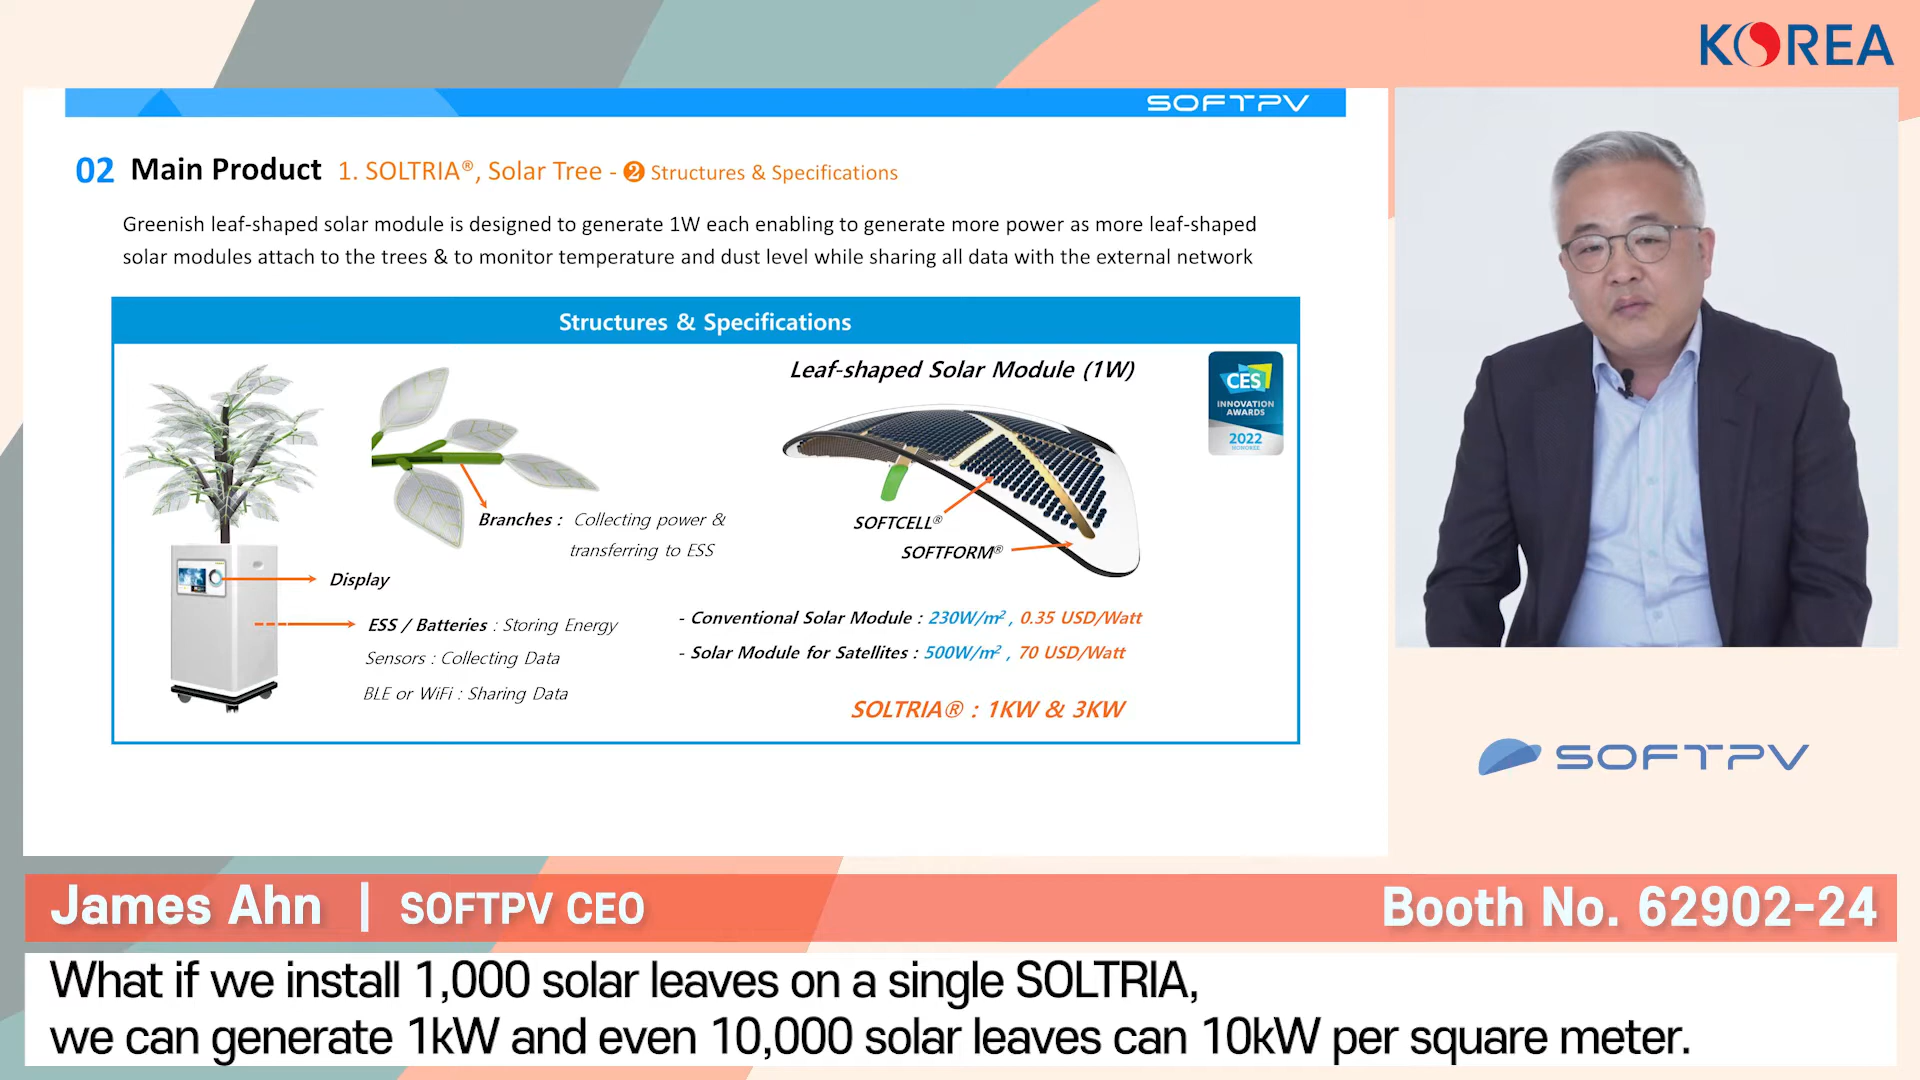 KOREA
SOFTPV
02 Main Product 1. SOLTRIA®, Solar Tree - ❷ Structures & Specifications
Greenish leaf-shaped solar module is designed to generate 1W each enabling to generate more power as more leaf-shaped
solar modules attach to the trees & to monitor temperature and dust level while sharing all data with the external network
Structures & Specifications
Leaf-shaped Solar Module (1W)
CES
INNOVATION
AWARDS
2022
HONOREE
Branches : Collecting power &
transferring to ESS
SOFTCELL®
SOFTFORM®
Display
ESS / Batteries : Storing Energy
Sensors : Collecting Data
BLE or WiFi : Sharing Data
- Conventional Solar Module : 230W/m², 0.35 USD/Watt
- Solar Module for Satellites : 500W/m², 70 USD/Watt
SOLTRIA® : 1KW & 3KW
SOFTPV
James Ahn | SOFTPV CEO
Booth No. 62902-24
What if we install 1,000 solar leaves on a single SOLTRIA,
we can generate 1kW and even 10,000 solar leaves can 10kW per square meter.